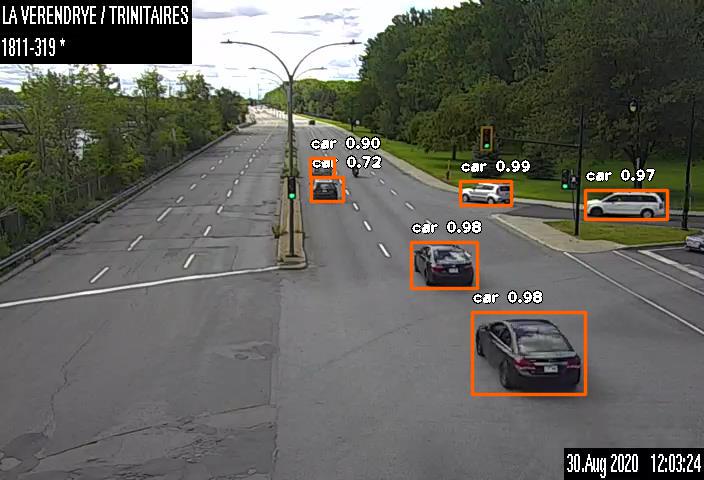 LA VERENDRYE / TRINITAIRES
1811-319 *
car 0.90
car 0.72
car 0.99
car 0.97
car 0.98
car 0.98
30.Aug 2020 12:03:24